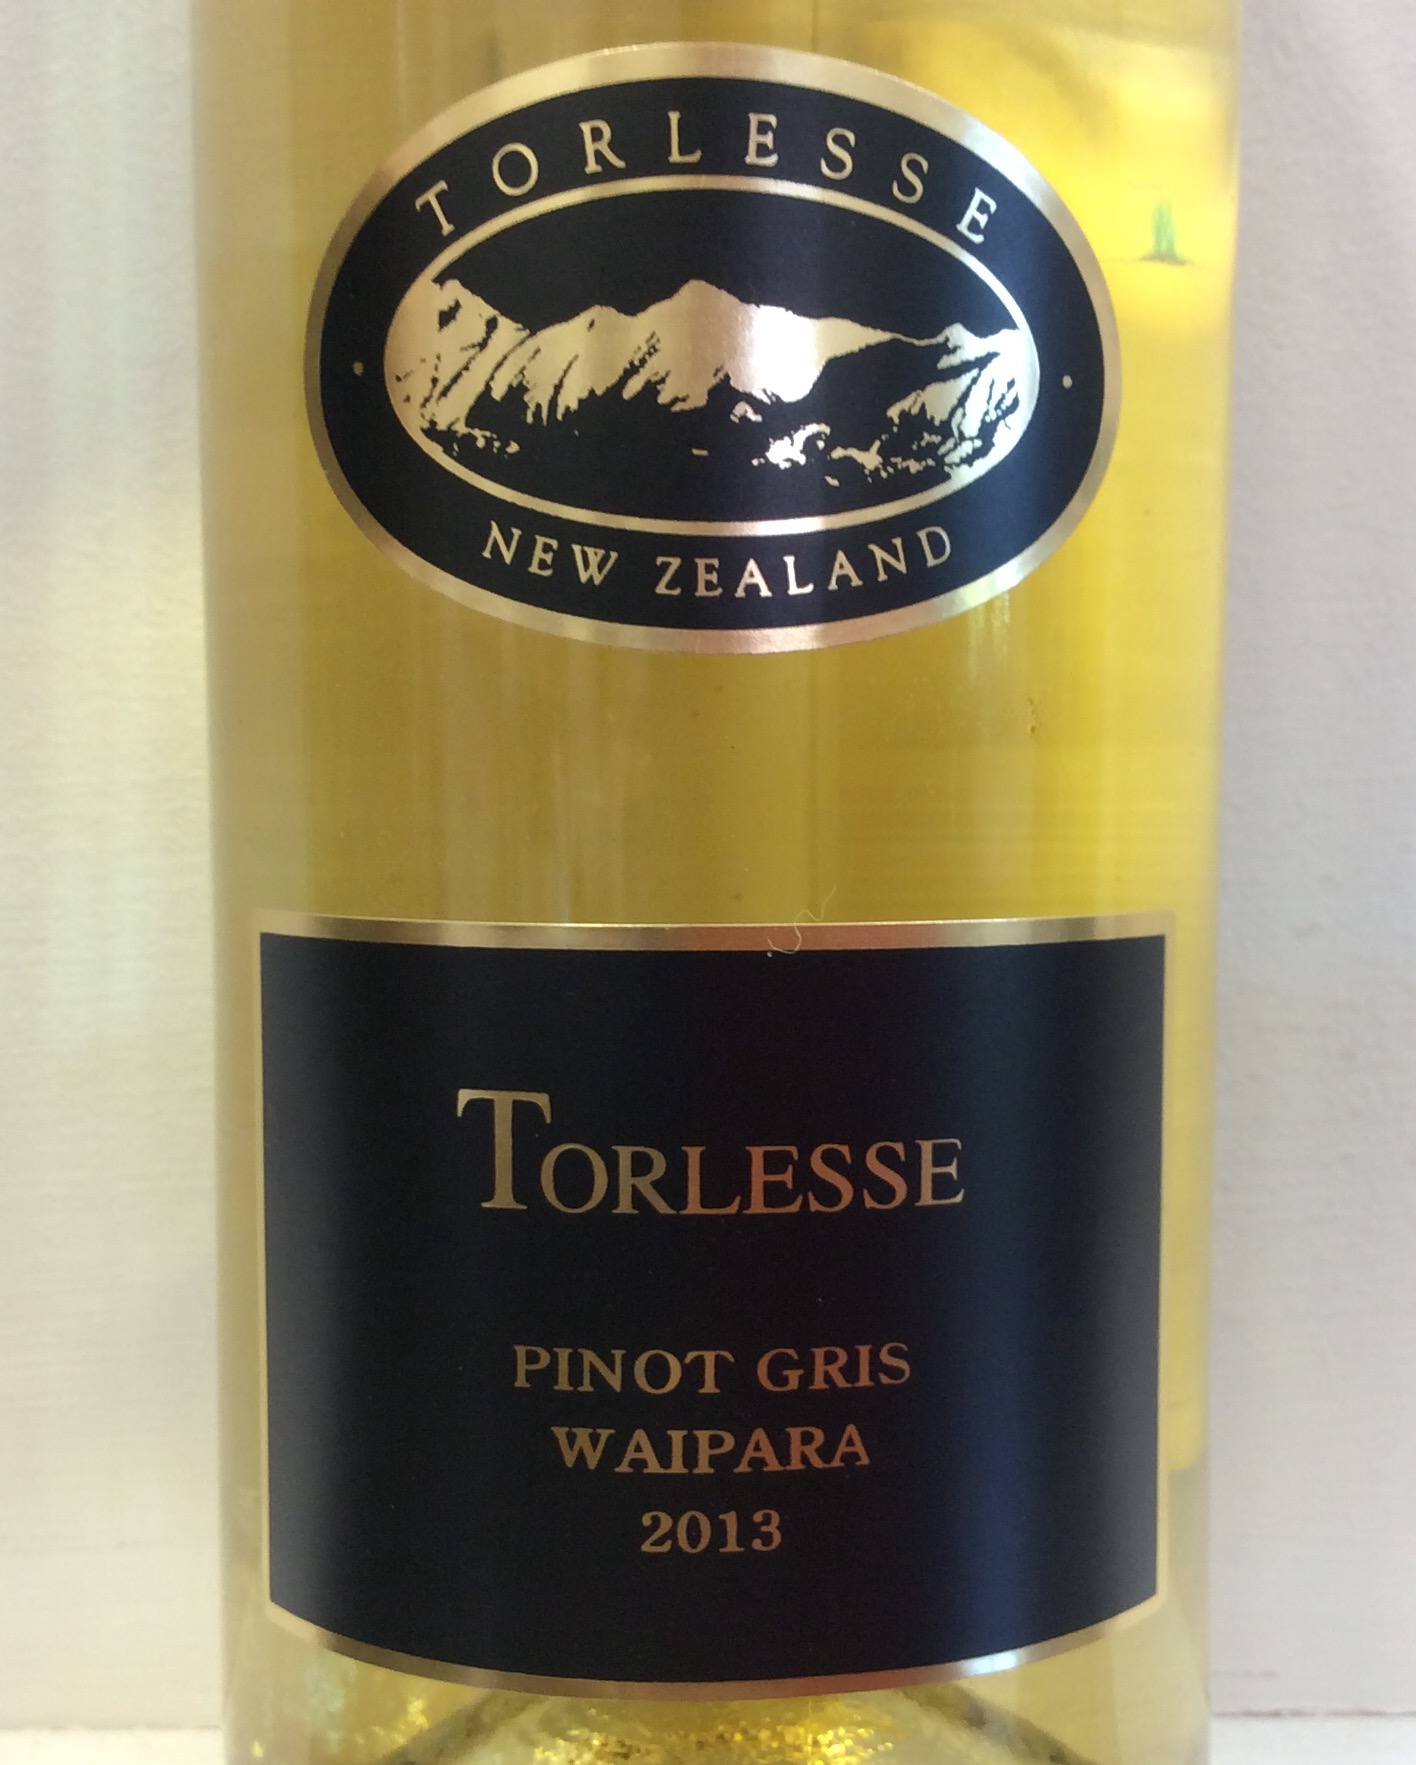 TORLESSE
NEW ZEALAND
TORLESSE
PINOT GRIS
WAIPARA
2013